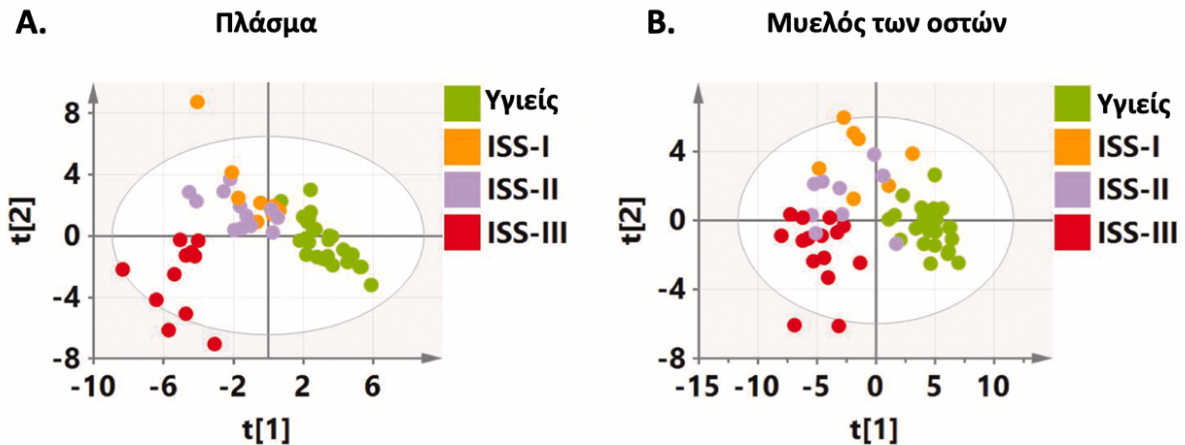 A. Πλάσμα
t[2]
8
4
0
-4
-8
-10 -6 -2 2 6
t[1]
Υγιείς
ISS-I
ISS-II
ISS-III
B. Μυελός των οστών
t[2]
4
0
-4
-8
-15 -10 -5 0 5 10
t[1]
Υγιείς
ISS-I
ISS-II
ISS-III